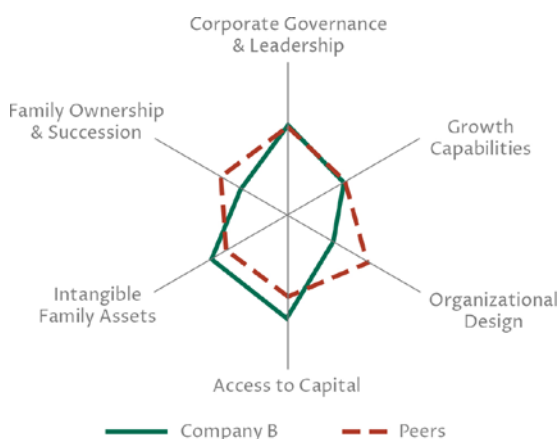 Corporate Governance
& Leadership
Family Ownership
& Succession
Growth
Capabilities
Intangible
Family Assets
Organizational
Design
Access to Capital
Company B
Peers